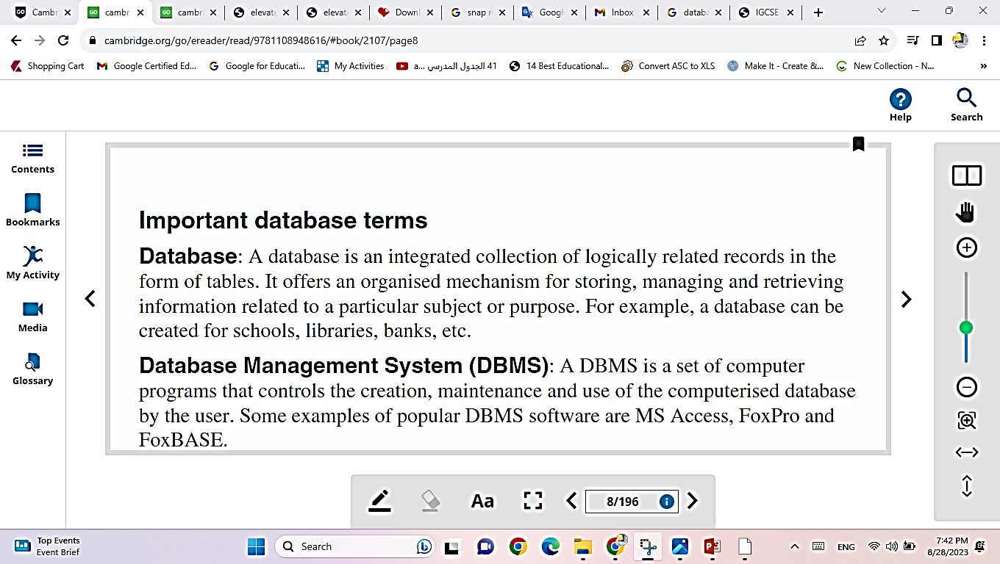 Cambr
cambri
cambri
elevate
elevate
Downl
snap r
Googl
Inbox
datab
IGCSE
cambridge.org/go/ereader/read/9781108948616/#book/2107/page8
Shopping Cart
Google Certified Ed...
Google for Educati...
My Activities
41 الجدول المدرسي ...a
14 Best Educational...
Convert ASC to XLS
Make It - Create &...
New Collection - N...
»
Help
Search
Contents
Bookmarks
My Activity
Media
Glossary
Important database terms
Database: A database is an integrated collection of logically related records in the
form of tables. It offers an organised mechanism for storing, managing and retrieving
information related to a particular subject or purpose. For example, a database can be
created for schools, libraries, banks, etc.
Database Management System (DBMS): A DBMS is a set of computer
programs that controls the creation, maintenance and use of the computerised database
by the user. Some examples of popular DBMS software are MS Access, FoxPro and
FoxBASE.
Aa
8/196
Top Events
Event Brief
Search
ENG
7:42 PM
8/28/2023